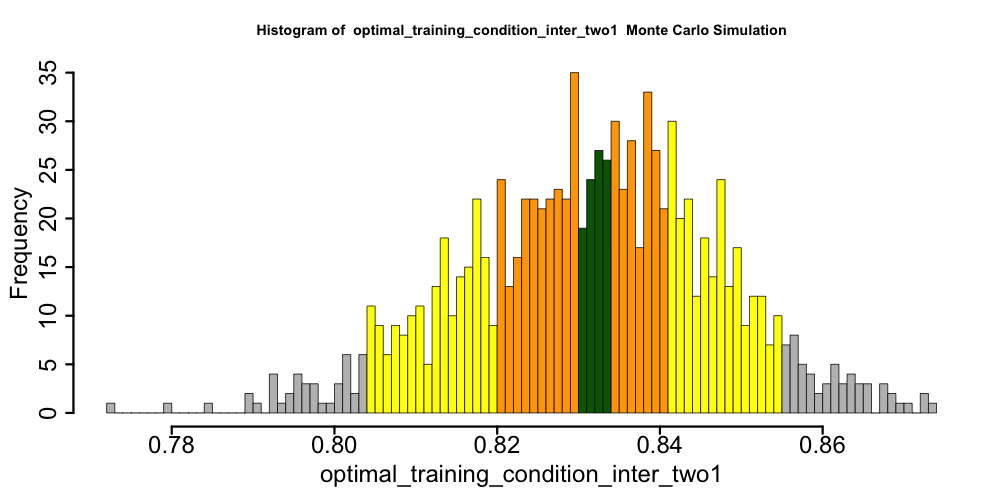 Histogram of  optimal_training_condition_inter_two1  Monte Carlo Simulation
Frequency
35
30
25
20
15
10
5
0
0.78 0.80 0.82 0.84 0.86
optimal_training_condition_inter_two1